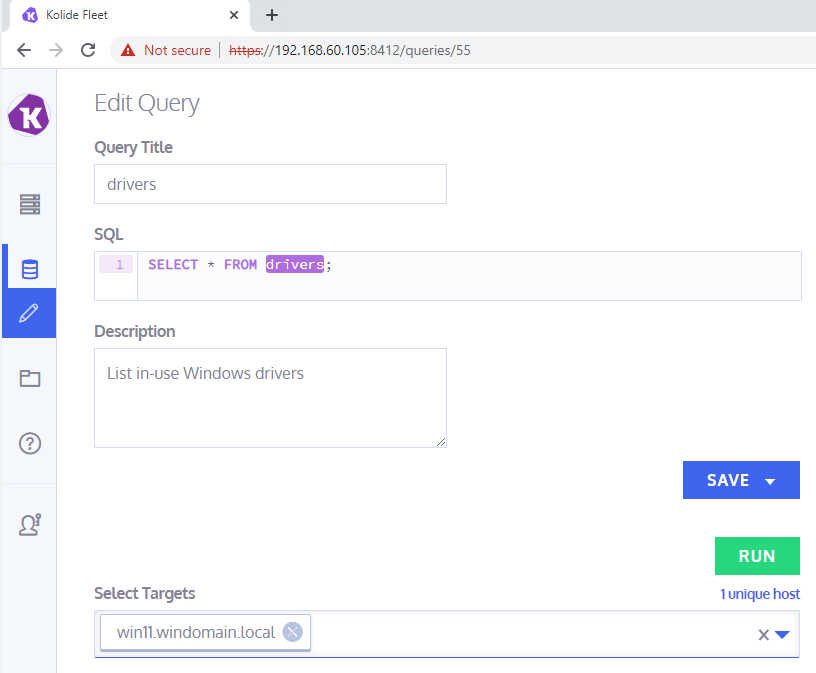 Kolide Fleet
Not secure https://192.168.60.105:8412/queries/55
Edit Query
Query Title
drivers
SQL
1 SELECT * FROM drivers;
Description
List in-use Windows drivers
SAVE
RUN
Select Targets 1 unique host
win11.windomain.local